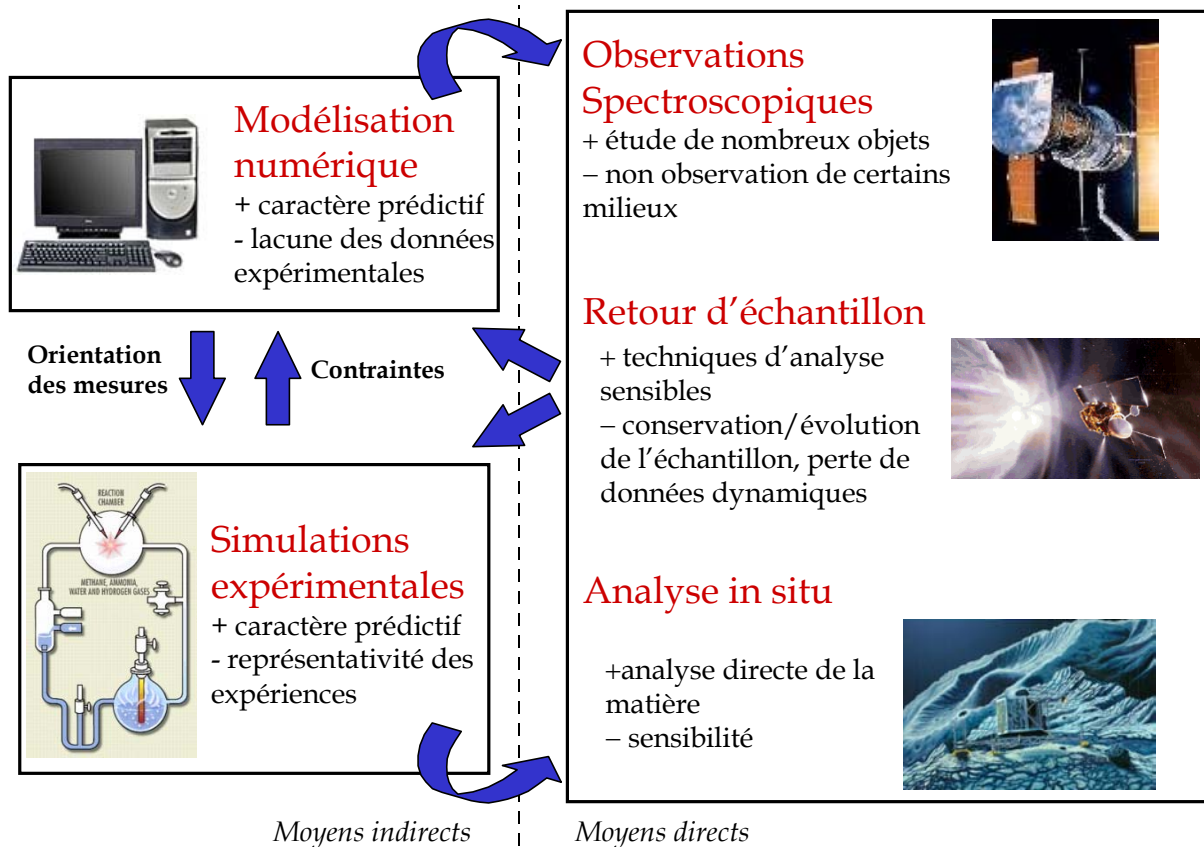 Modélisation
numérique
+ caractère prédictif
- lacune des données
expérimentales
Orientation
des mesures
Contraintes
REACTION
CHAMBER
METHANE, AMMONIA,
WATER AND HYDROGEN GASES
Simulations
expérimentales
+ caractère prédictif
- représentativité des
expériences
Moyens indirects
Observations
Spectroscopiques
+ étude de nombreux objets
– non observation de certains
milieux
Retour d’échantillon
+ techniques d’analyse
sensibles
– conservation/évolution
de l’échantillon, perte de
données dynamiques
Analyse in situ
+analyse directe de la
matière
– sensibilité
Moyens directs